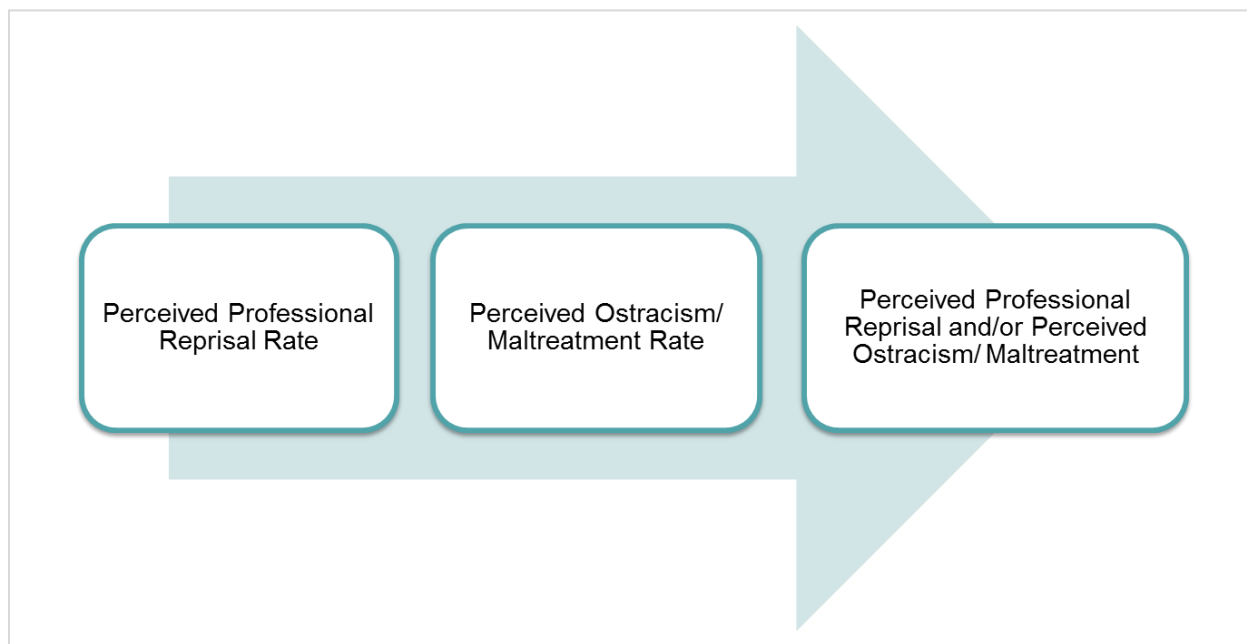 Perceived Professional
Reprisal Rate
Perceived Ostracism/
Maltreatment Rate
Perceived Professional
Reprisal and/or Perceived
Ostracism/ Maltreatment